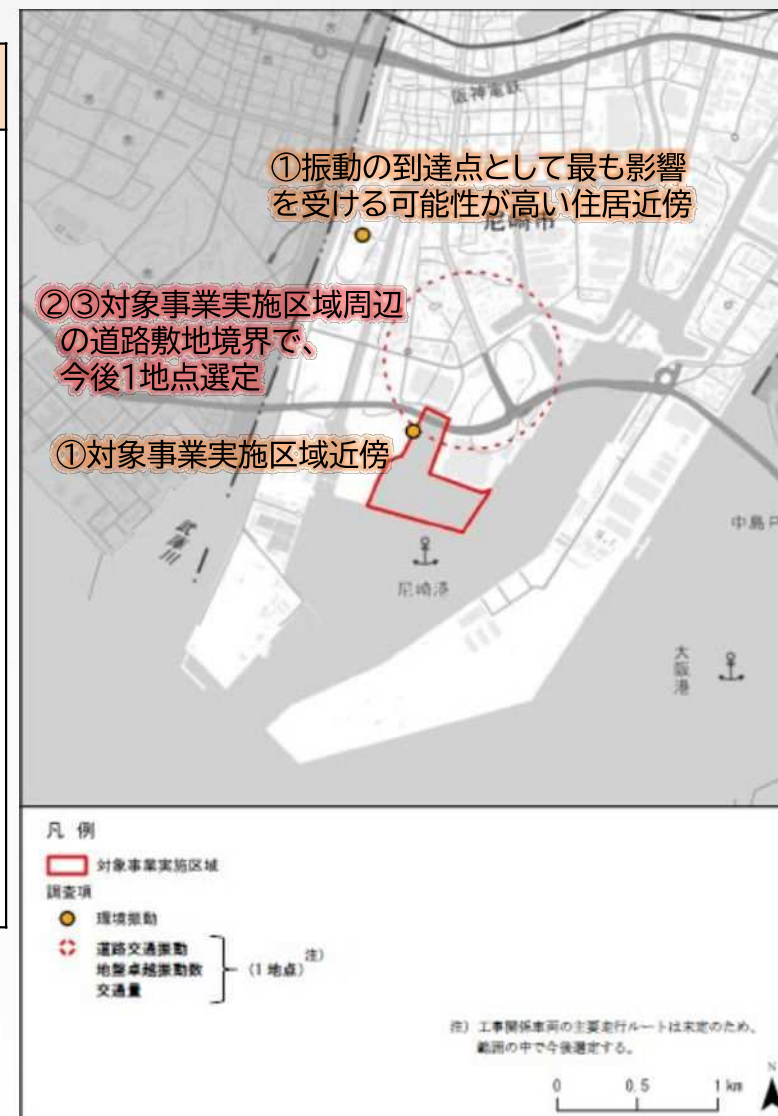 阪神電鉄
①振動の到達点として最も影響
を受ける可能性が高い住居近傍
尼崎市
②③対象事業実施区域周辺
の道路敷地境界で、
今後1地点選定
①対象事業実施区域近傍
武庫川
中島
尼崎港
大阪港
凡 例
対象事業実施区域
調査項
環境振動
道路交通振動
地盤卓越振動数
交通量
(1 地点)
注)
注) 工事関係車両の主要走行ルートは未定のため、
範囲の中で今後選定する。
0 0.5 1 km
N